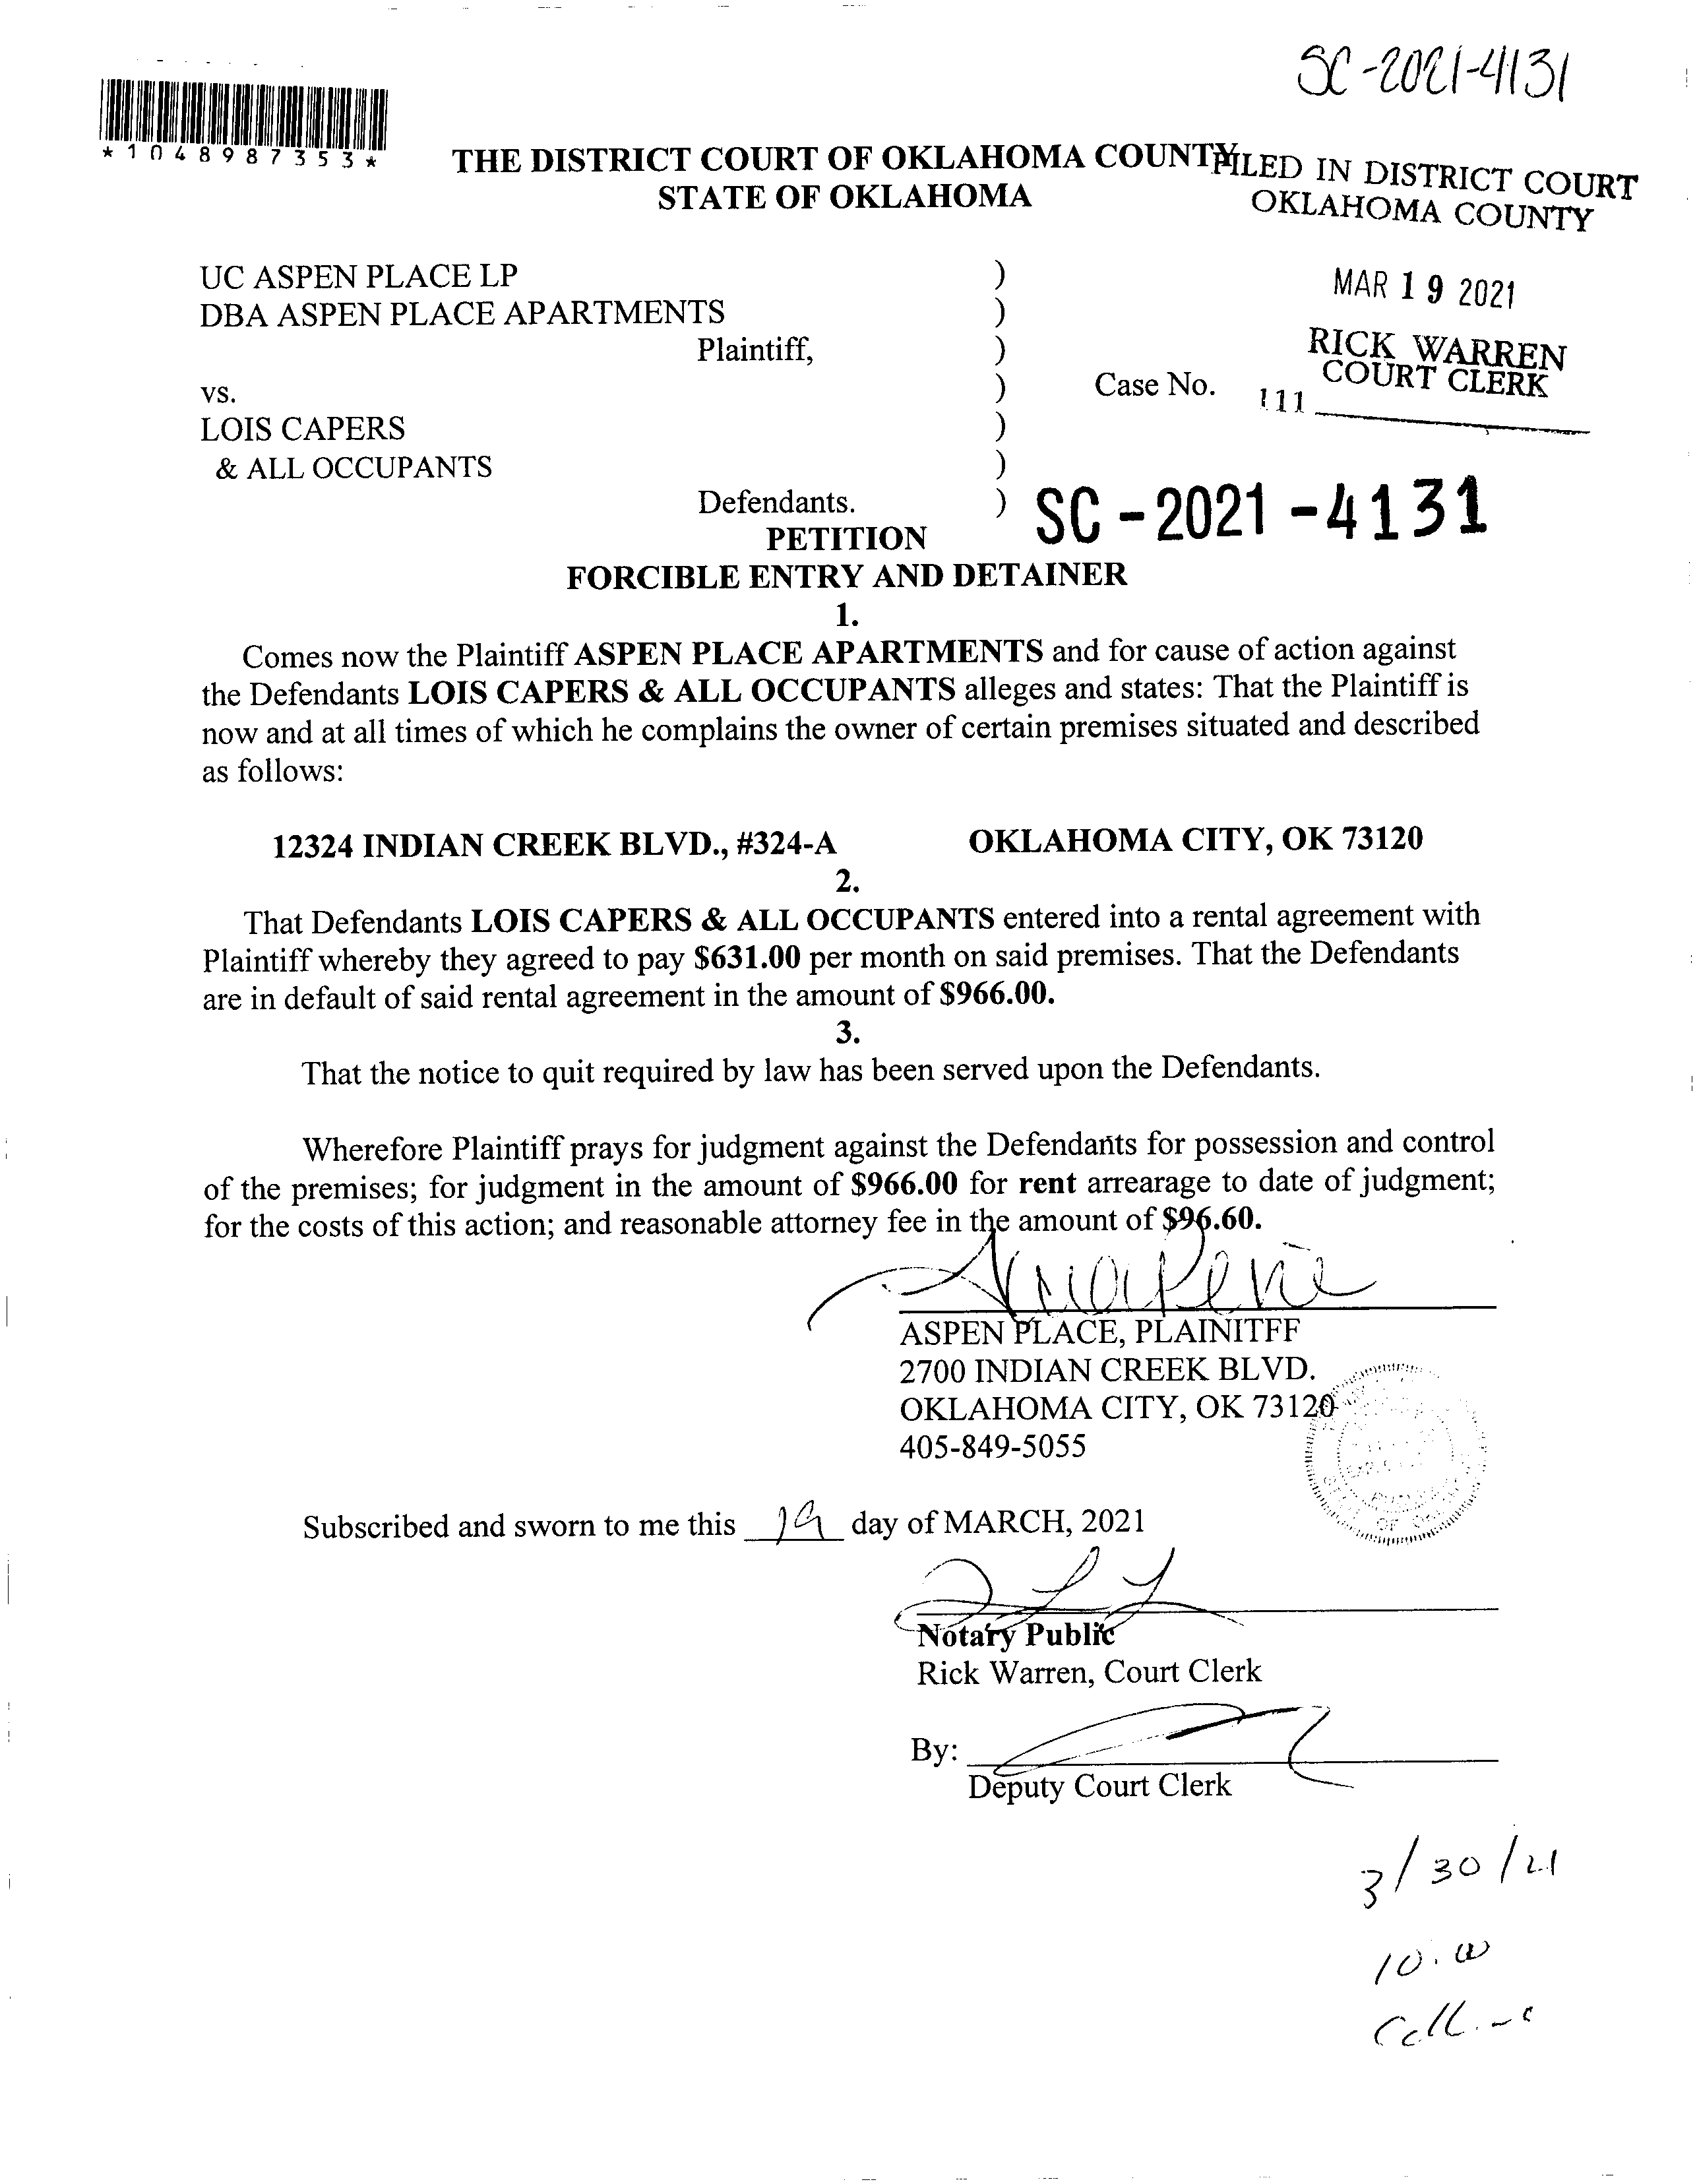 SC-2021-4131
*1048987353*
THE DISTRICT COURT OF OKLAHOMA COUNTY
STATE OF OKLAHOMA
FILED IN DISTRICT COURT
OKLAHOMA COUNTY
MAR 19 2021
RICK WARREN
COURT CLERK
111
UC ASPEN PLACE LP )
DBA ASPEN PLACE APARTMENTS )
Plaintiff, )
vs. ) Case No.
LOIS CAPERS )
& ALL OCCUPANTS )
Defendants. ) SC-2021-4131
PETITION
FORCIBLE ENTRY AND DETAINER
1.
Comes now the Plaintiff ASPEN PLACE APARTMENTS and for cause of action against
the Defendants LOIS CAPERS & ALL OCCUPANTS alleges and states: That the Plaintiff is
now and at all times of which he complains the owner of certain premises situated and described
as follows:
12324 INDIAN CREEK BLVD., #324-A OKLAHOMA CITY, OK 73120
2.
That Defendants LOIS CAPERS & ALL OCCUPANTS entered into a rental agreement with
Plaintiff whereby they agreed to pay $631.00 per month on said premises. That the Defendants
are in default of said rental agreement in the amount of $966.00.
3.
That the notice to quit required by law has been served upon the Defendants.
Wherefore Plaintiff prays for judgment against the Defendants for possession and control
of the premises; for judgment in the amount of $966.00 for rent arrearage to date of judgment;
for the costs of this action; and reasonable attorney fee in the amount of $96.60.
ASPEN PLACE, PLAINITFF
2700 INDIAN CREEK BLVD.
OKLAHOMA CITY, OK 73120
405-849-5055
Subscribed and sworn to me this 19 day of MARCH, 2021
Notary Public
Rick Warren, Court Clerk
By:
Deputy Court Clerk
3/30/21